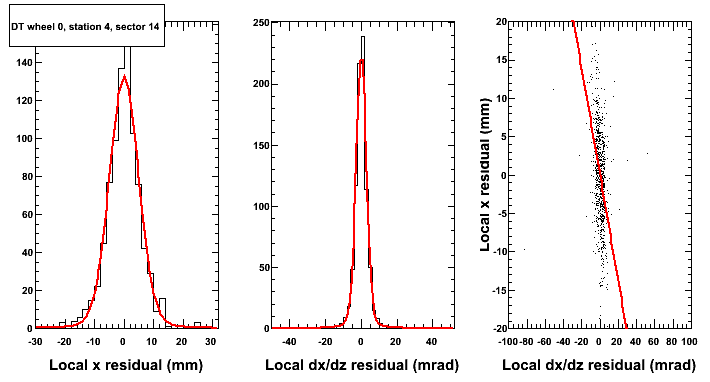 DT wheel 0, station 4, sector 14
140
120
100
80
60
40
20
0
-30 -20 -10 0 10 20 30
Local x residual (mm)
250
200
150
100
50
0
-40 -20 0 20 40
Local dx/dz residual (mrad)
Local x residual (mm)
20
15
10
5
0
-5
-10
-15
-20
-100 -80 -60 -40 -20 0 20 40 60 80 100
Local dx/dz residual (mrad)